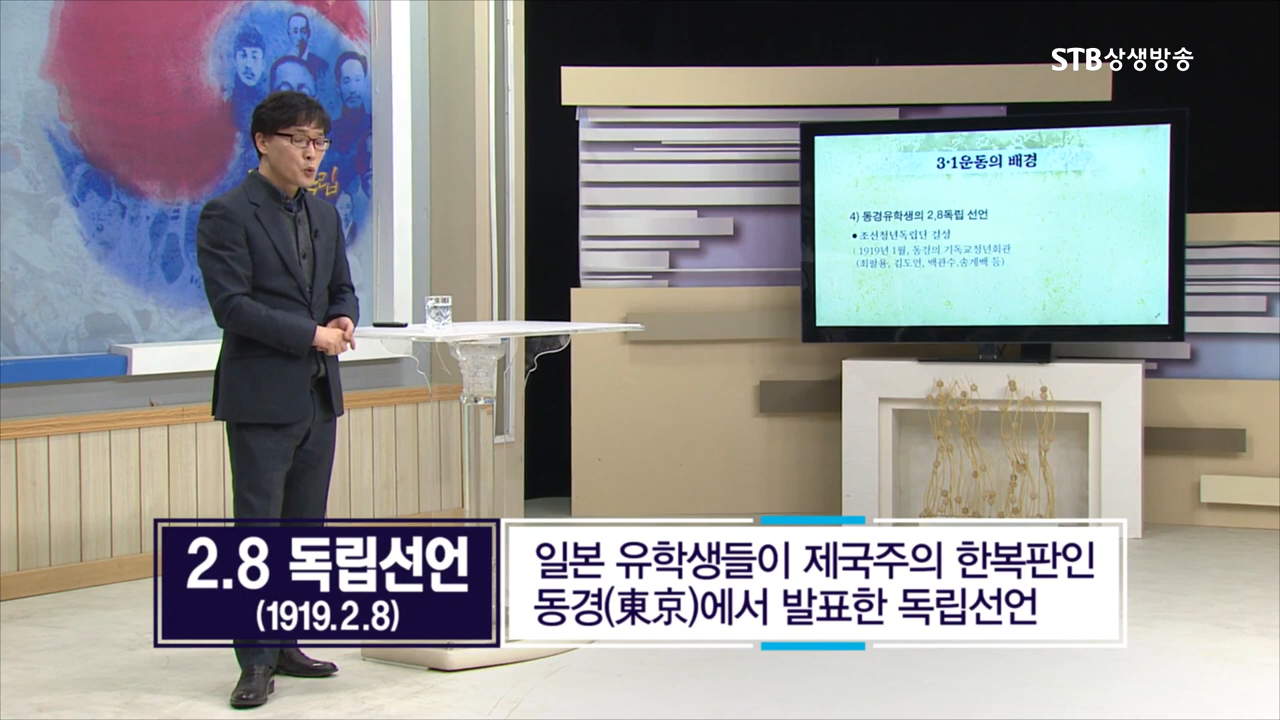 STB상생방송
3·1운동의 배경
4) 동경유학생의 2,8독립 선언
● 조선청년독립단 결성
: 1919년 1월, 동경의 기독교청년회관
(최팔용, 김도연, 백관수,송계백 등)
2.8 독립선언
(1919.2.8)
일본 유학생들이 제국주의 한복판인
동경(東京)에서 발표한 독립선언